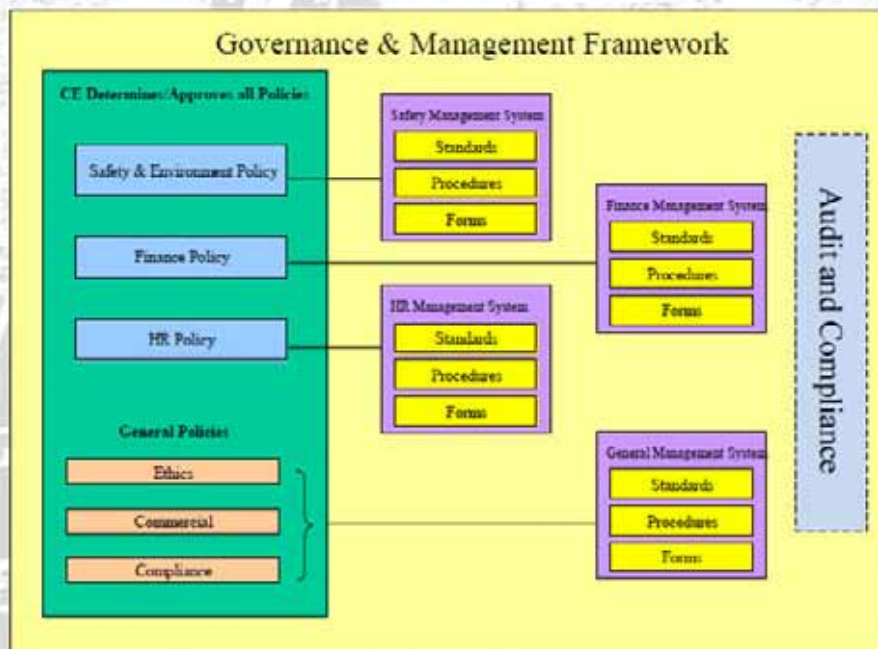 Governance & Management Framework
CE Determines/Approves all Policies
Safety & Environment Policy
Finance Policy
HR Policy
General Policies
Ethics
Commercial
Compliance
Safety Management System
Standards
Procedures
Forms
Finance Management System
Standards
Procedures
Forms
HR Management System
Standards
Procedures
Forms
General Management System
Standards
Procedures
Forms
Audit and Compliance